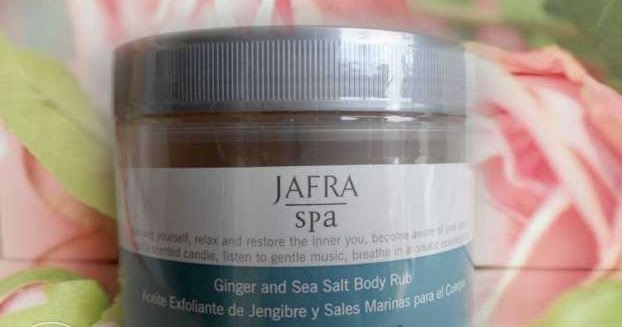 JAFRA
spa
yourself, relax and restore the inner you, become aware of your
scented candle, listen to gentle music, breathe in aromatic
Ginger and Sea Salt Body Rub
Aceite Exfoliante de Jengibre y Sales Marinas para el Cuerpo